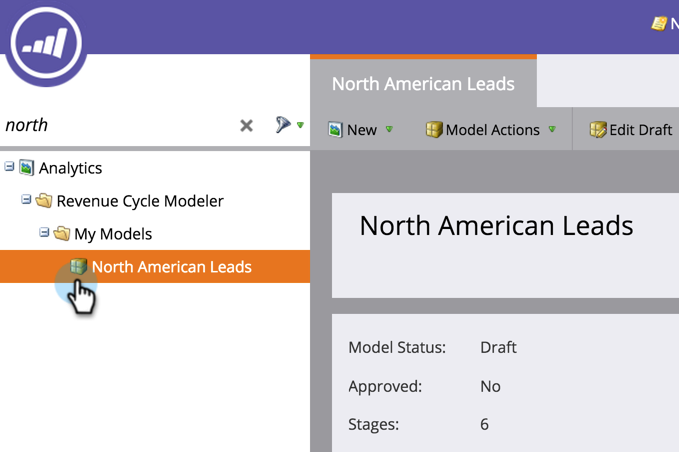 N
north
North American Leads
New
Model Actions
Edit Draft
Analytics
Revenue Cycle Modeler
My Models
North American Leads
North American Leads
Model Status: Draft
Approved: No
Stages: 6